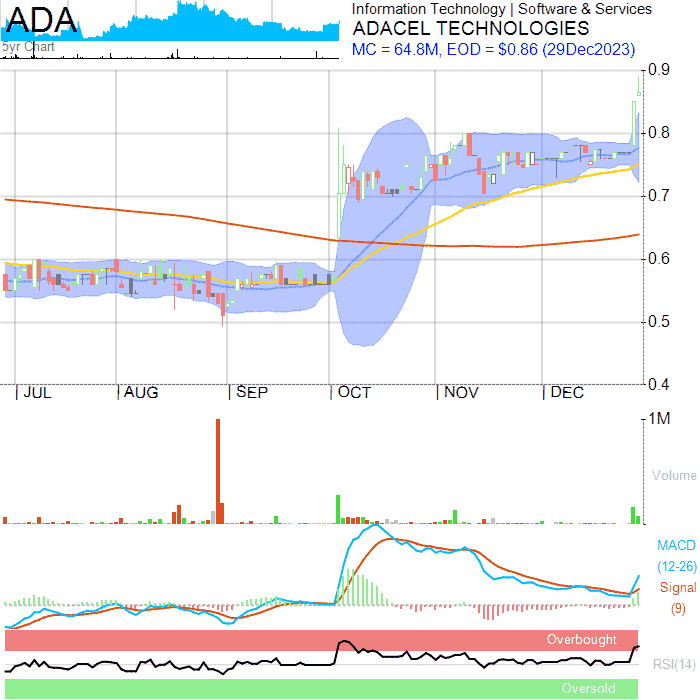 ADA
5yr Chart
Information Technology | Software & Services
ADACEL TECHNOLOGIES
MC = 64.8M, EOD = $0.86 (29Dec2023)
0.9
0.8
0.7
0.6
0.5
0.4
JUL AUG SEP OCT NOV DEC
1M
Volume
MACD
(12-26)
Signal
(9)
Overbought
RSI(14)
Oversold